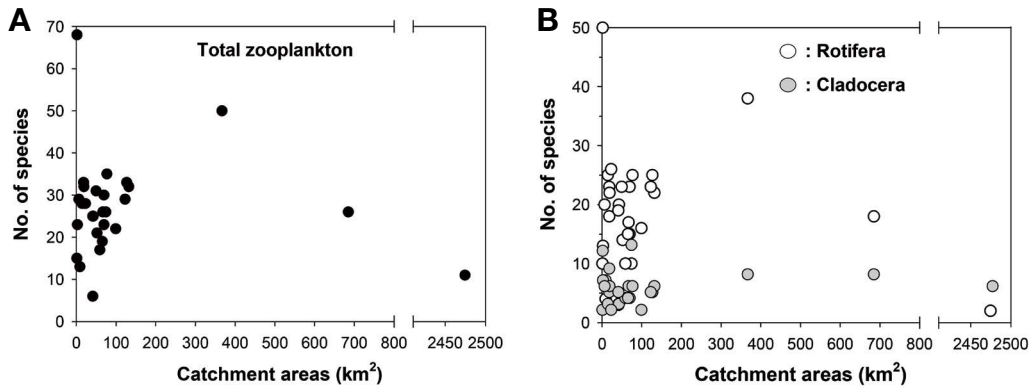 A
Total zooplankton
No. of species
70
60
50
40
30
20
10
0
0 100 200 300 400 500 600 700 800 2450 2500
Catchment areas (km²)
B
: Rotifera
: Cladocera
No. of species
50
40
30
20
10
0
0 100 200 300 400 500 600 700 800 2450 2500
Catchment areas (km²)